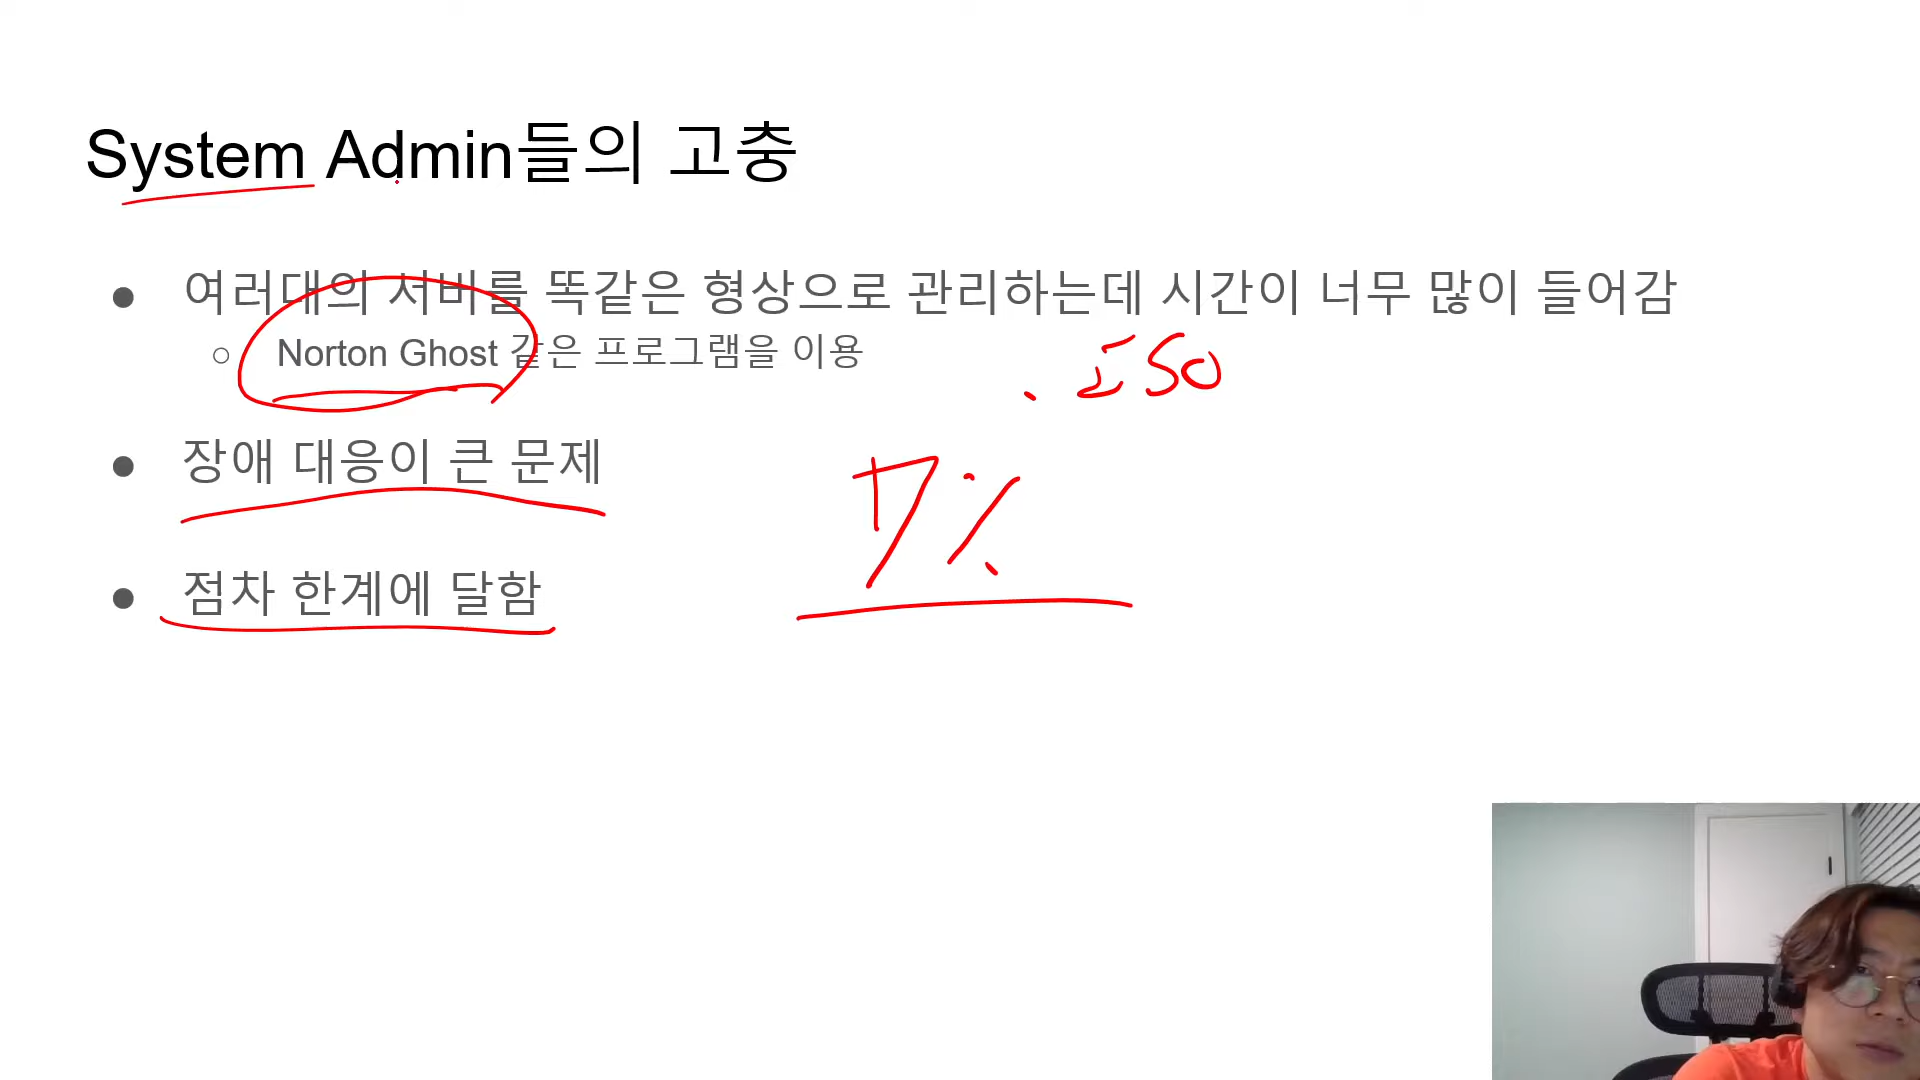 System Admin들의 고충
● 여러대의 서버를 똑같은 형상으로 관리하는데 시간이 너무 많이 들어감
○ Norton Ghost 같은 프로그램을 이용
. ISO
● 장애 대응이 큰 문제
7%
● 점차 한계에 달함